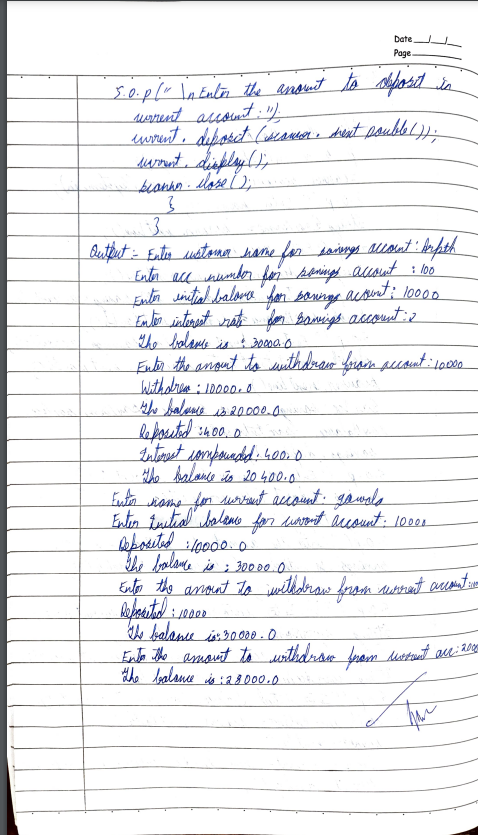 Date
Page
S.O.p(" \n Enter the amount to deposit in
current account : ");
current . deposit (scanner . next Double());
current . display();
scanner . close();
}
}
Output :- Enter customer name for savings account : Arpith
Enter acc number for savings account : 100
Enter initial balance for savings account : 10000
Enter interest rate for savings account : 2
The balance is : 30000.0
Enter the amount to withdraw from account : 10000
Withdrew : 10000.0
The balance is 20000.0
Deposited : 400.0
Interest compounded : 400.0
The balance is 20400.0
Enter name for current account : gowda
Enter Initial balance for current account : 10000
Deposited : 10000.0
The balance is : 30000.0
Enter the amount to withdraw from current account :
Deposited : 10000
The balance is : 30000.0
Enter the amount to withdraw from current acc : 2000
The balance is : 28000.0